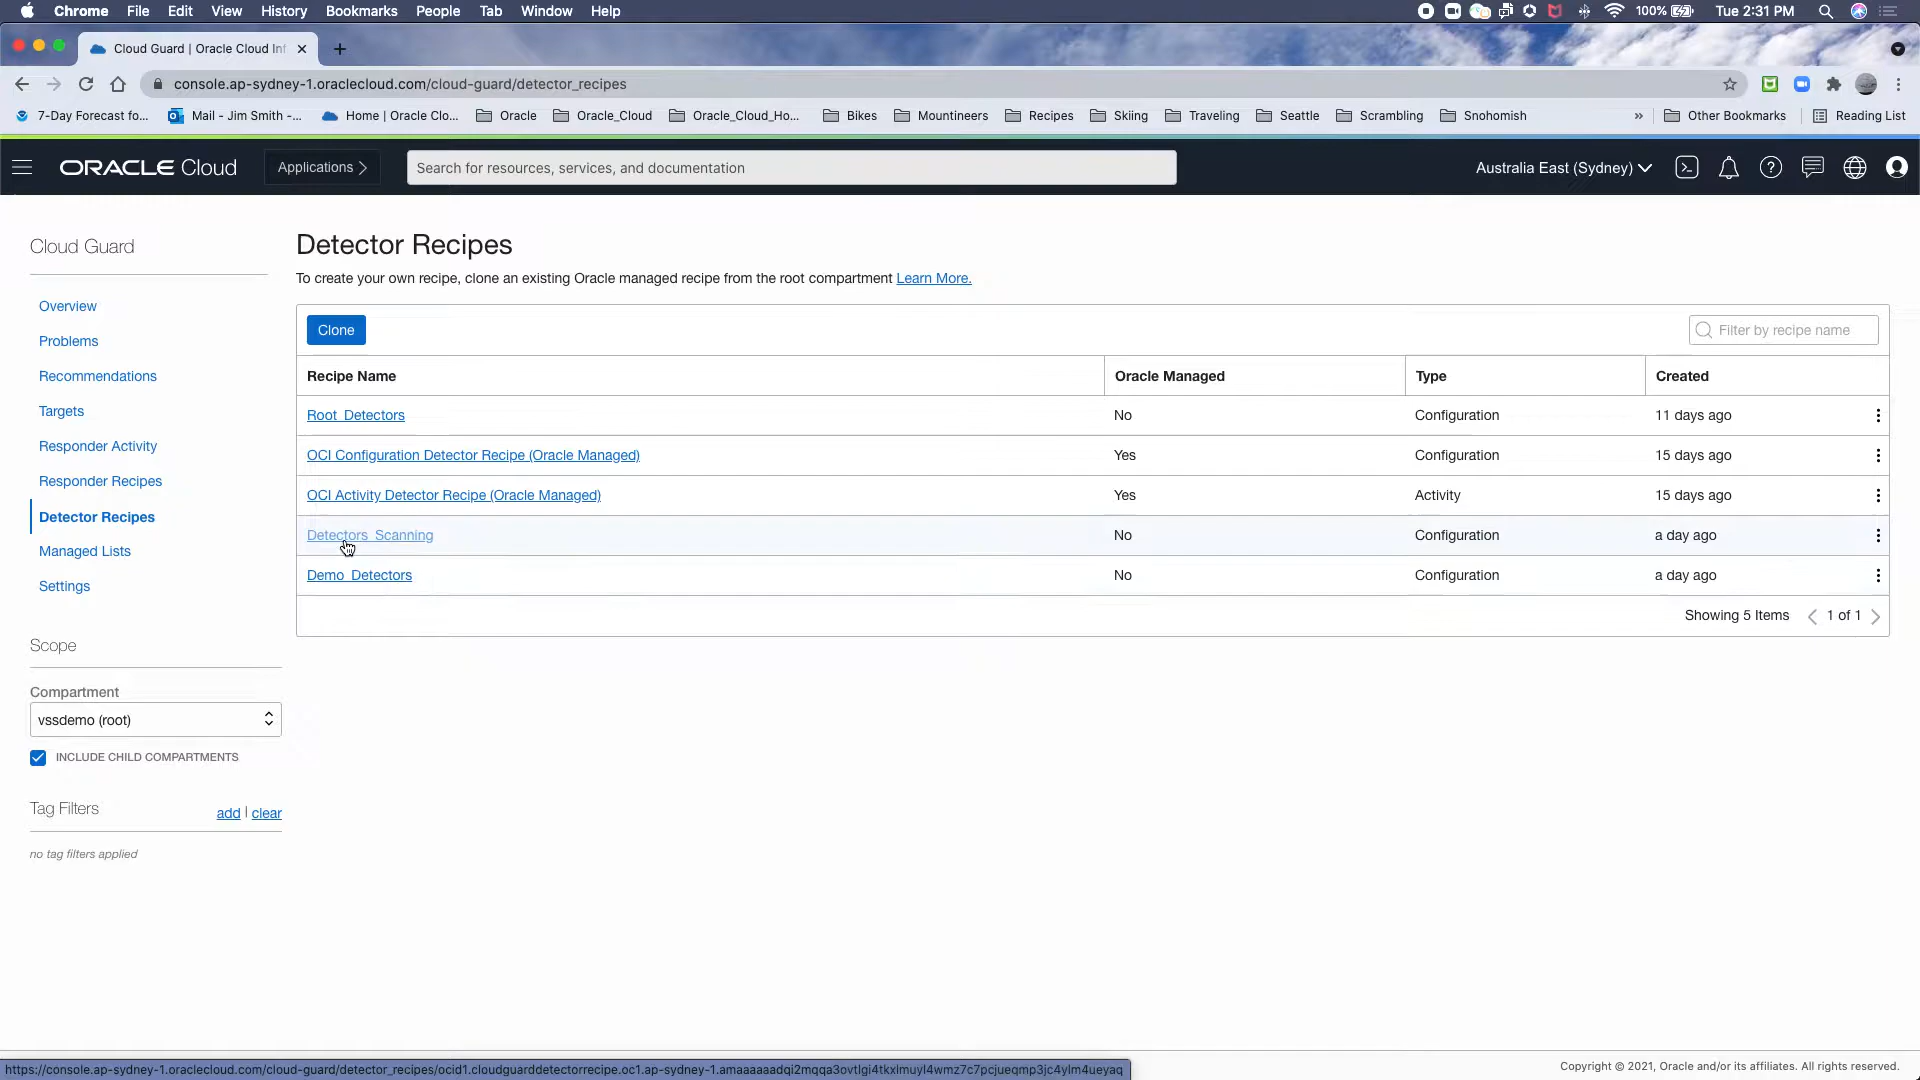 Chrome File Edit View History Bookmarks People Tab Window Help 100% Tue 2:31 PM
Cloud Guard | Oracle Cloud Inf
console.ap-sydney-1.oraclecloud.com/cloud-guard/detector_recipes
7-Day Forecast fo... Mail - Jim Smith -... Home | Oracle Clo... Oracle Oracle_Cloud Oracle_Cloud_Ho... Bikes Mountineers Recipes Skiing Traveling Seattle Scrambling Snohomish » Other Bookmarks Reading List
ORACLE Cloud Applications Search for resources, services, and documentation Australia East (Sydney)
Cloud Guard
Overview
Problems
Recommendations
Targets
Responder Activity
Responder Recipes
Detector Recipes
Managed Lists
Settings
Scope
Compartment
vssdemo (root)
INCLUDE CHILD COMPARTMENTS
Tag Filters add | clear
no tag filters applied
Detector Recipes
To create your own recipe, clone an existing Oracle managed recipe from the root compartment Learn More.
Clone Filter by recipe name
Recipe Name Oracle Managed Type Created
Root_Detectors No Configuration 11 days ago
OCI Configuration Detector Recipe (Oracle Managed) Yes Configuration 15 days ago
OCI Activity Detector Recipe (Oracle Managed) Yes Activity 15 days ago
Detectors_Scanning No Configuration a day ago
Demo_Detectors No Configuration a day ago
Showing 5 Items 1 of 1
https://console.ap-sydney-1.oraclecloud.com/cloud-guard/detector_recipes/ocid1.cloudguarddetectorrecipe.oc1.ap-sydney-1.amaaaaaadqi2mqqa3ovtlgi4tkxlmuyl4wmz7c7pcjueqmp3jc4ylm4ueyaq
Copyright © 2021, Oracle and/or its affiliates. All rights reserved.